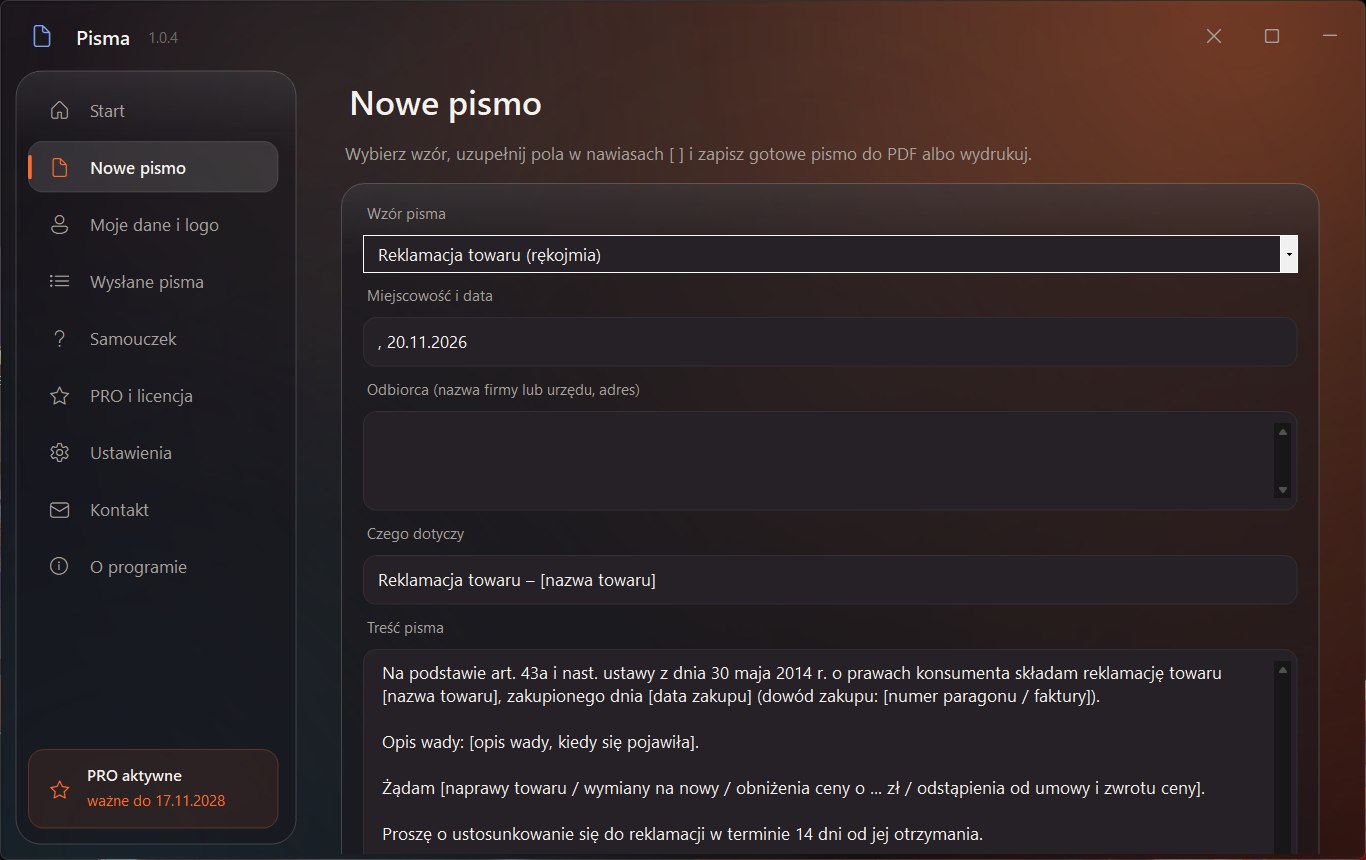 Pisma 1.0.4
Start
Nowe pismo
Moje dane i logo
Wysłane pisma
Samouczek
PRO i licencja
Ustawienia
Kontakt
O programie
PRO aktywne
ważne do 17.11.2028
Nowe pismo
Wybierz wzór, uzupełnij pola w nawiasach [ ] i zapisz gotowe pismo do PDF albo wydrukuj.
Wzór pisma
Reklamacja towaru (rękojmia)
Miejscowość i data
, 20.11.2026
Odbiorca (nazwa firmy lub urzędu, adres)
Czego dotyczy
Reklamacja towaru – [nazwa towaru]
Treść pisma
Na podstawie art. 43a i nast. ustawy z dnia 30 maja 2014 r. o prawach konsumenta składam reklamację towaru
[nazwa towaru], zakupionego dnia [data zakupu] (dowód zakupu: [numer paragonu / faktury]).
Opis wady: [opis wady, kiedy się pojawiła].
Żądam [naprawy towaru / wymiany na nowy / obniżenia ceny o ... zł / odstąpienia od umowy i zwrotu ceny].
Proszę o ustosunkowanie się do reklamacji w terminie 14 dni od jej otrzymania.